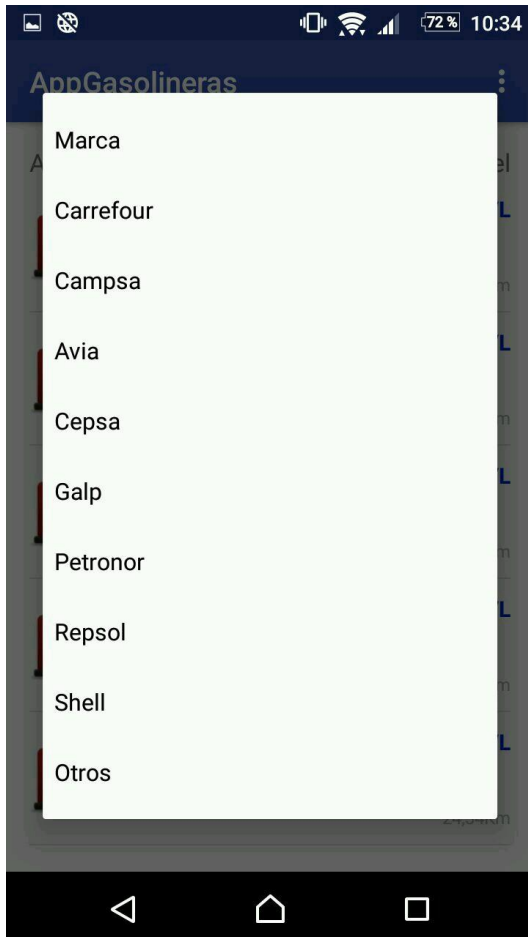 72 % 10:34
AppGasolineras
Marca
Carrefour
Campsa
Avia
Cepsa
Galp
Petronor
Repsol
Shell
Otros